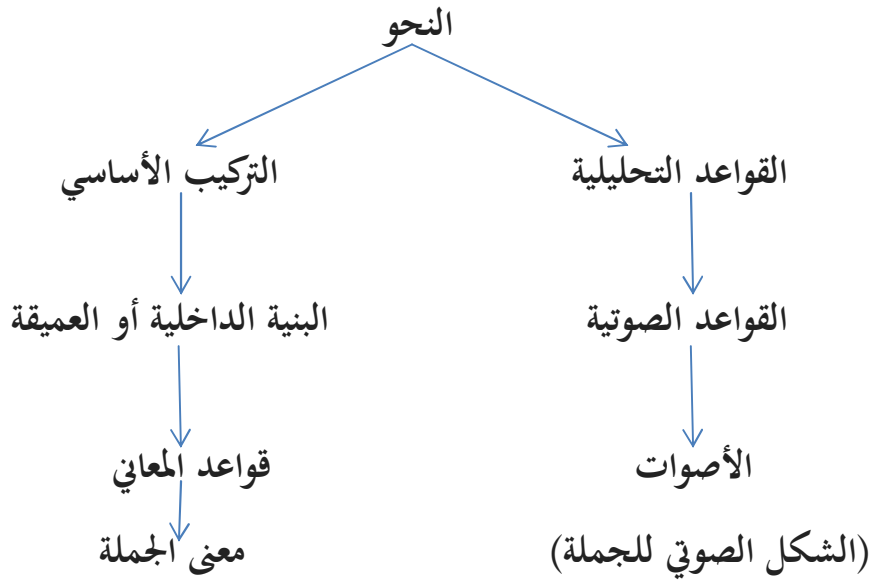 النحو
القواعد التحليلية
التركيب الأساسي
القواعد الصوتية
البنية الداخلية أو العميقة
الأصوات
قواعد المعاني
(الشكل الصوتي للجملة)
معنى الجملة